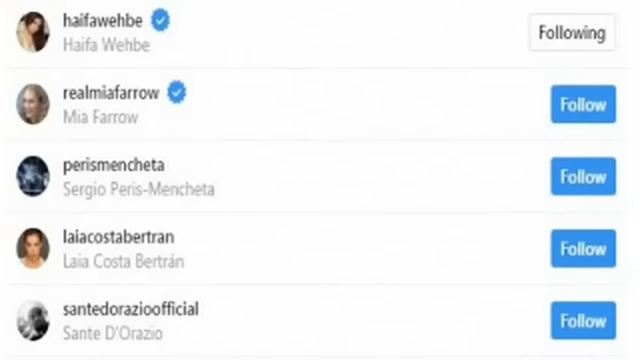 haifawehbe
Haifa Wehbe
Following
realmiafarrow
Mia Farrow
Follow
perismencheta
Sergio Peris-Mencheta
Follow
laiacostabertran
Laia Costa Bertrán
Follow
santedorazioofficial
Sante D'Orazio
Follow